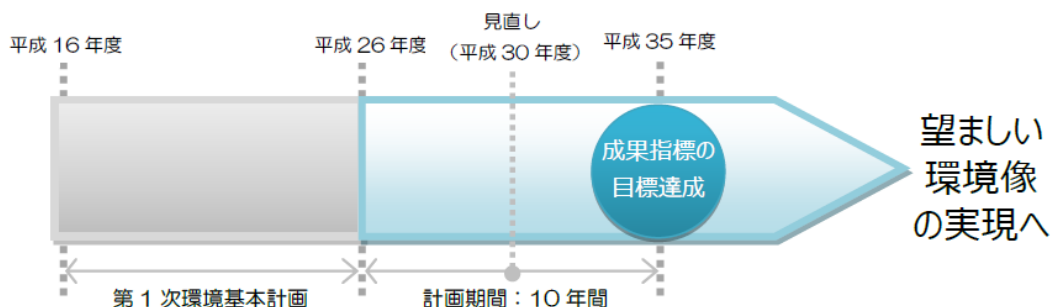 平成 16 年度
平成 26 年度
見直し
（平成 30 年度）
平成 35 年度
成果指標の
目標達成
望ましい
環境像
の実現へ
第 1 次環境基本計画
計画期間：10 年間